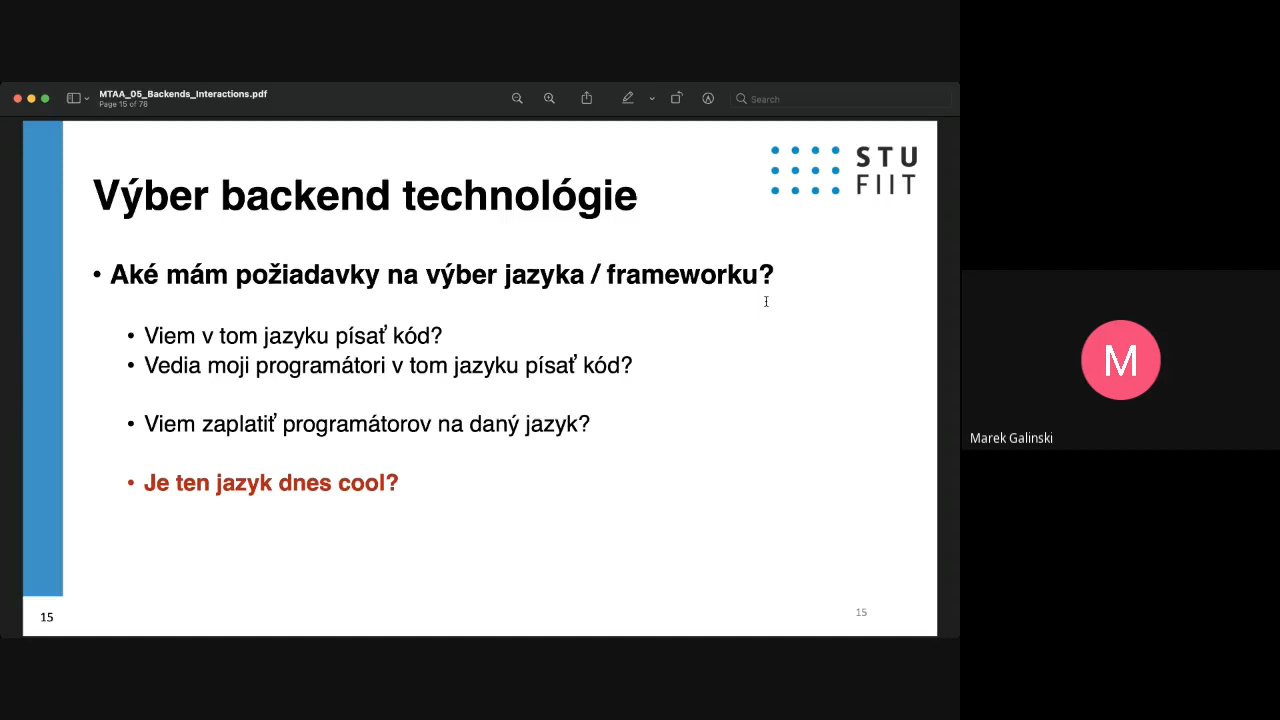 MTAA_05_Backends_Interactions.pdf
Page 15 of 78
Search
STU
FIIT
Výber backend technológie
• Aké mám požiadavky na výber jazyka / frameworku?
• Viem v tom jazyku písať kód?
• Vedia moji programátori v tom jazyku písať kód?
• Viem zaplatiť programátorov na daný jazyk?
• Je ten jazyk dnes cool?
15
15
M
Marek Galinski